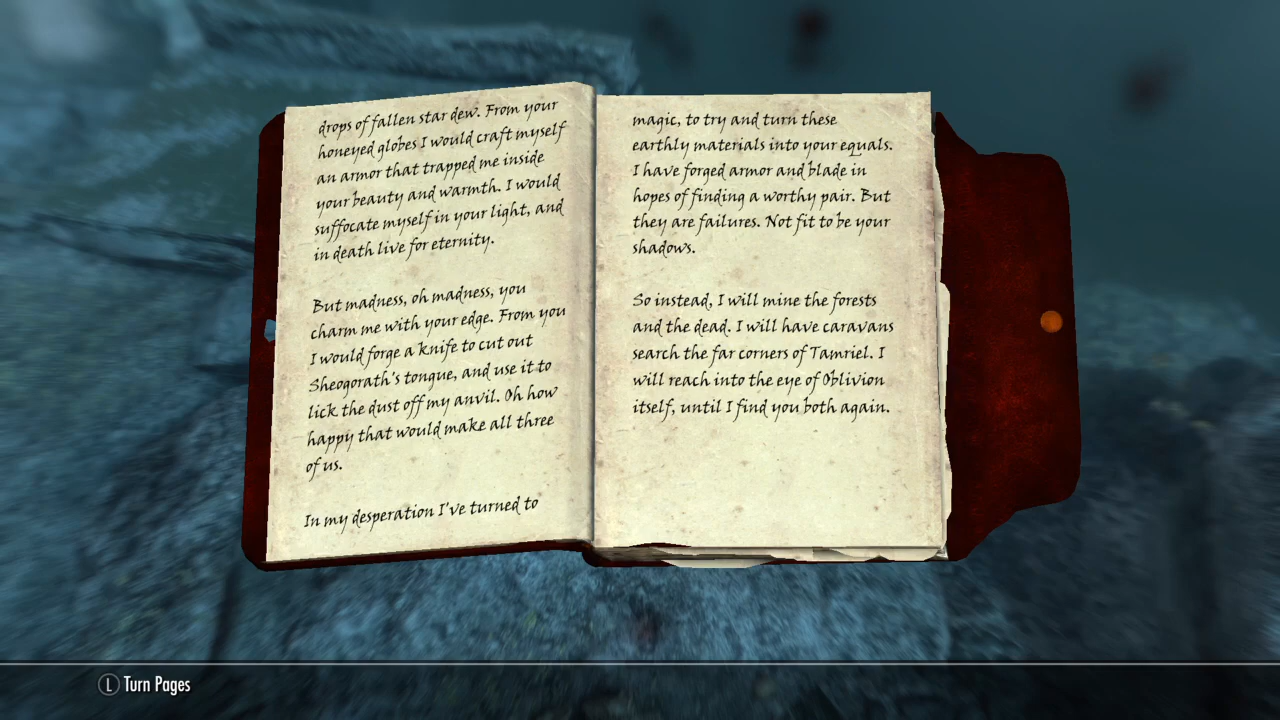 drops of fallen star dew. From your
honeyed globes I would craft myself
an armor that trapped me inside
your beauty and warmth. I would
suffocate myself in your light, and
in death live for eternity.
But madness, oh madness, you
charm me with your edge. From you
I would forge a knife to cut out
Sheogorath's tongue, and use it to
lick the dust off my anvil. Oh how
happy that would make all three
of us.
In my desperation I've turned to
magic, to try and turn these
earthly materials into your equals.
I have forged armor and blade in
hopes of finding a worthy pair. But
they are failures. Not fit to be your
shadows.
So instead, I will mine the forests
and the dead. I will have caravans
search the far corners of Tamriel. I
will reach into the eye of Oblivion
itself, until I find you both again.
L Turn Pages